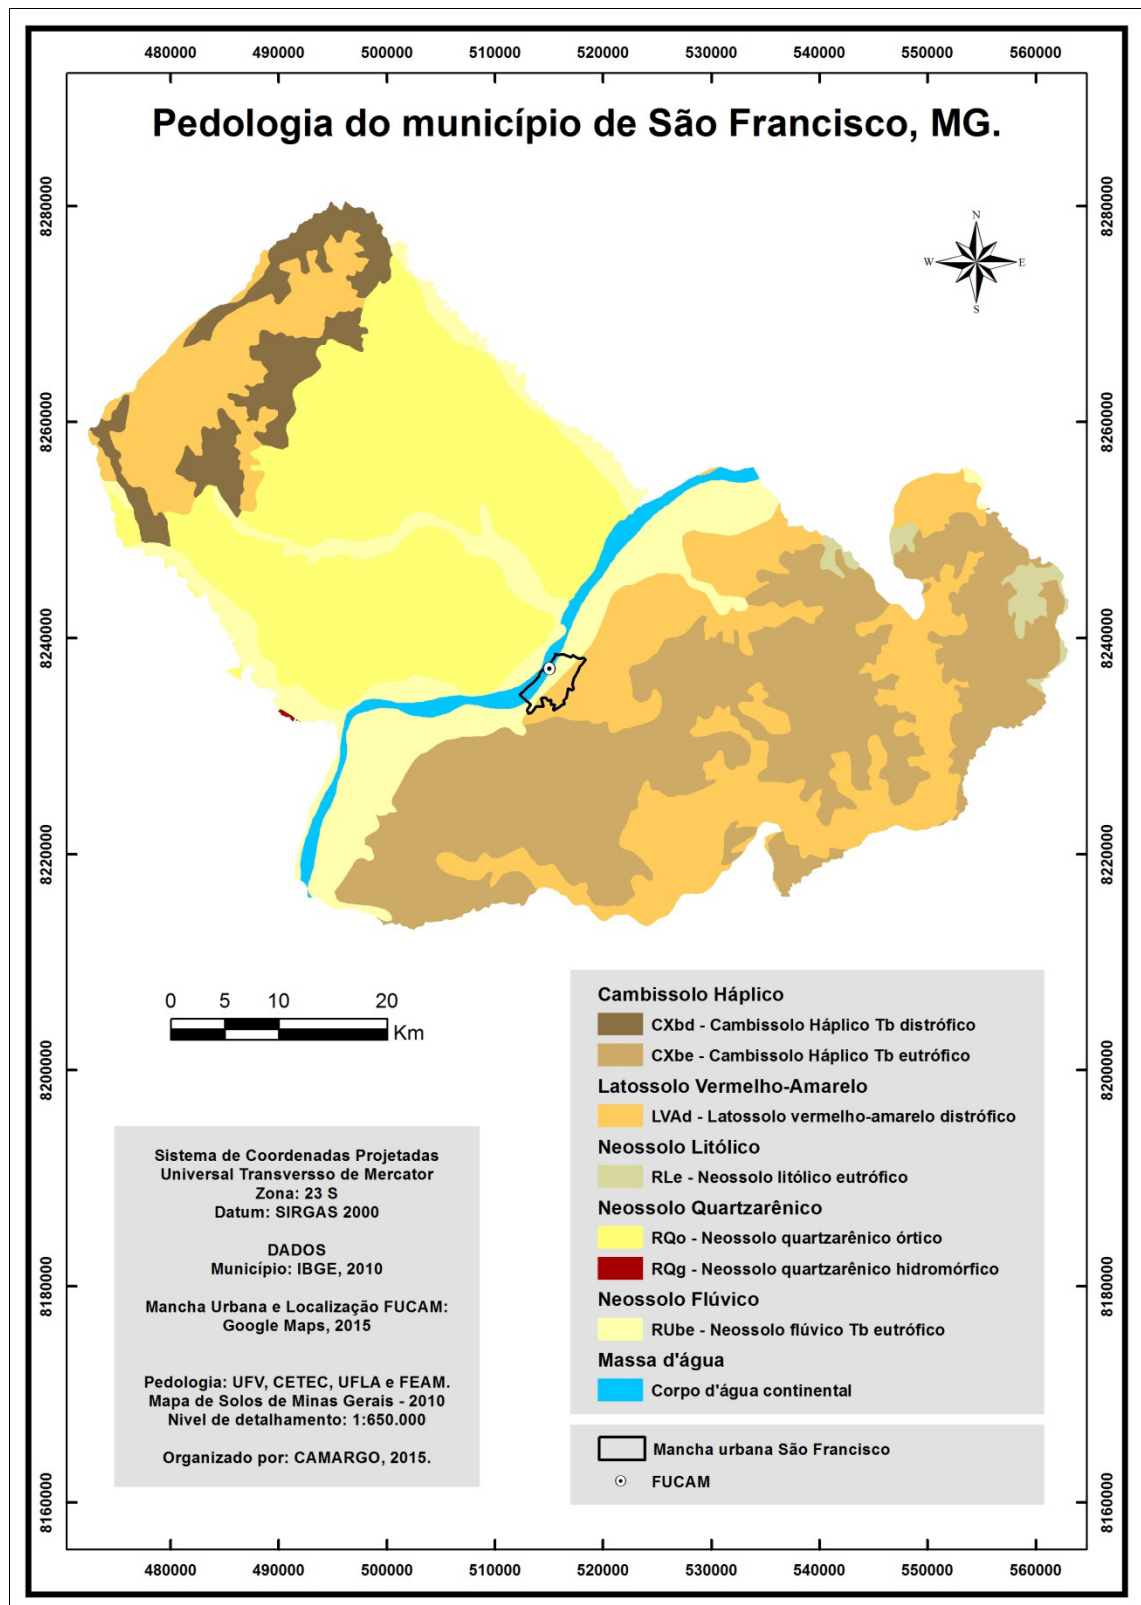 480000 490000 500000 510000 520000 530000 540000 550000 560000
Pedologia do município de São Francisco, MG.
8280000 8280000
N
W E
S
8260000 8260000
8240000 8240000
8220000 8220000
0 5 10 20
Km
8200000 8200000
8180000 8180000
8160000 8160000
Cambissolo Háplico
CXbd - Cambissolo Háplico Tb distrófico
CXbe - Cambissolo Háplico Tb eutrófico
Latossolo Vermelho-Amarelo
LVAd - Latossolo vermelho-amarelo distrófico
Neossolo Litólico
RLe - Neossolo litólico eutrófico
Neossolo Quartzarênico
RQo - Neossolo quartzarênico órtico
RQg - Neossolo quartzarênico hidromórfico
Neossolo Flúvico
RUbe - Neossolo flúvico Tb eutrófico
Massa d'água
Corpo d'água continental
Mancha urbana São Francisco
FUCAM
Sistema de Coordenadas Projetadas
Universal Transversso de Mercator
Zona: 23 S
Datum: SIRGAS 2000
DADOS
Município: IBGE, 2010
Mancha Urbana e Localização FUCAM:
Google Maps, 2015
Pedologia: UFV, CETEC, UFLA e FEAM.
Mapa de Solos de Minas Gerais - 2010
Nivel de detalhamento: 1:650.000
Organizado por: CAMARGO, 2015.
480000 490000 500000 510000 520000 530000 540000 550000 560000